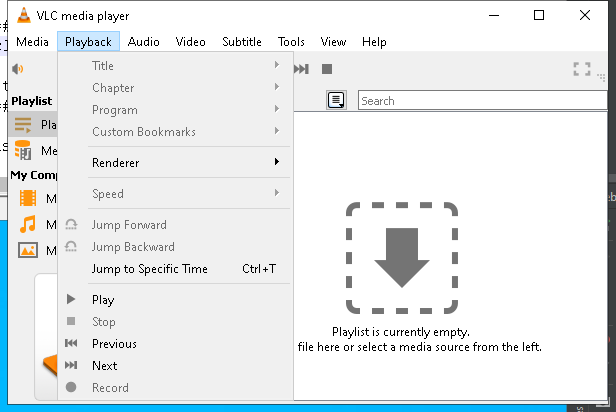 VLC media player
Media Playback Audio Video Subtitle Tools View Help
Title
Chapter
Program
Custom Bookmarks
Renderer
Speed
Jump Forward
Jump Backward
Jump to Specific Time Ctrl+T
Play
Stop
Previous
Next
Record
Search
Playlist
Pla
Me
My Comp
M
M
M
Playlist is currently empty.
file here or select a media source from the left.